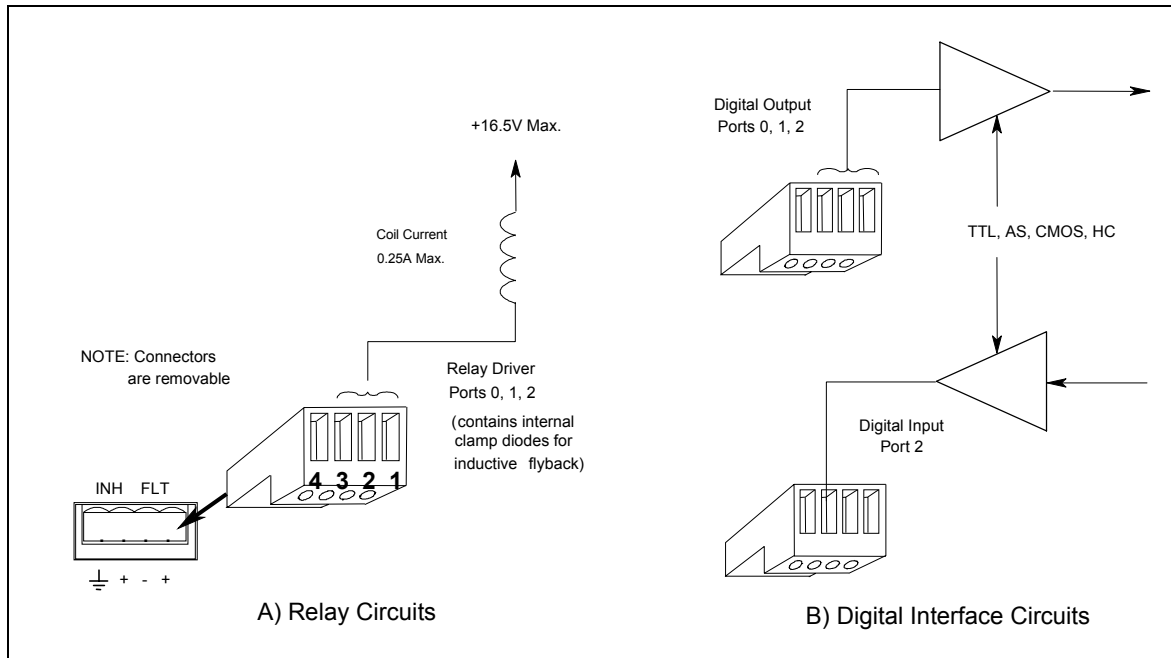 +16.5V Max.
Coil Current
0.25A Max.
NOTE: Connectors
are removable
Relay Driver
Ports 0, 1, 2
(contains internal
clamp diodes for
inductive flyback)
4 3 2 1
INH FLT
+ - +
A) Relay Circuits
Digital Output
Ports 0, 1, 2
TTL, AS, CMOS, HC
Digital Input
Port 2
B) Digital Interface Circuits